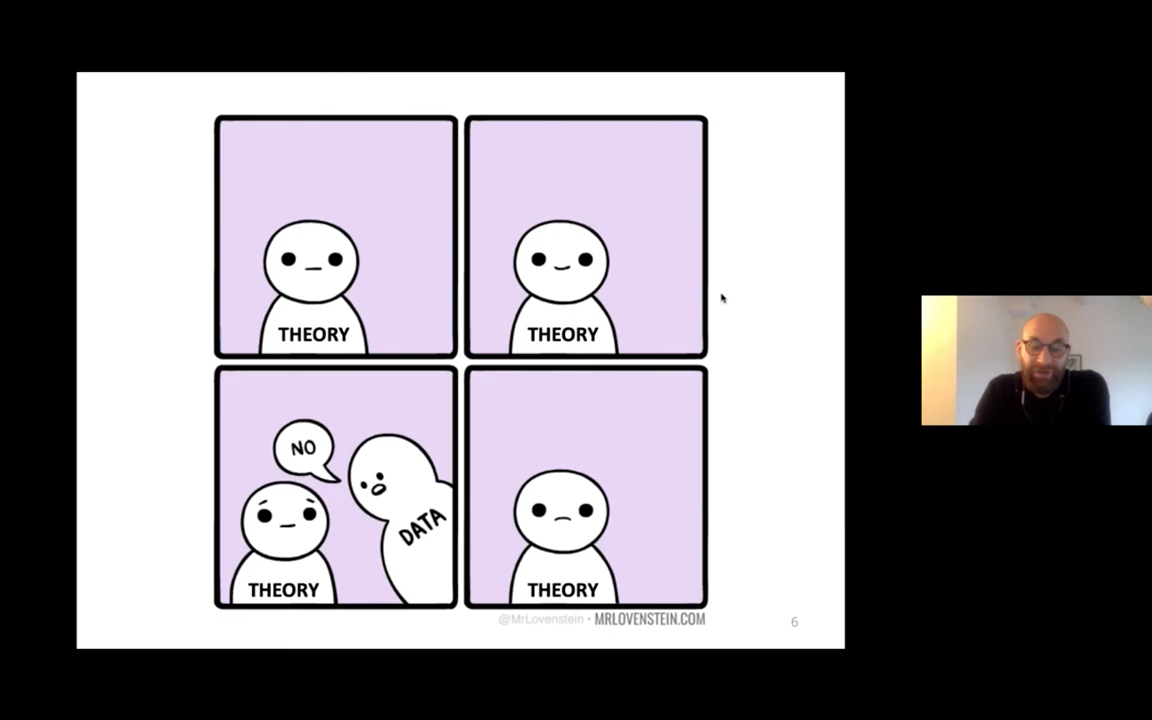 THEORY
THEORY
NO
DATA
THEORY
THEORY
@MrLovenstein • MRLOVENSTEIN.COM
6